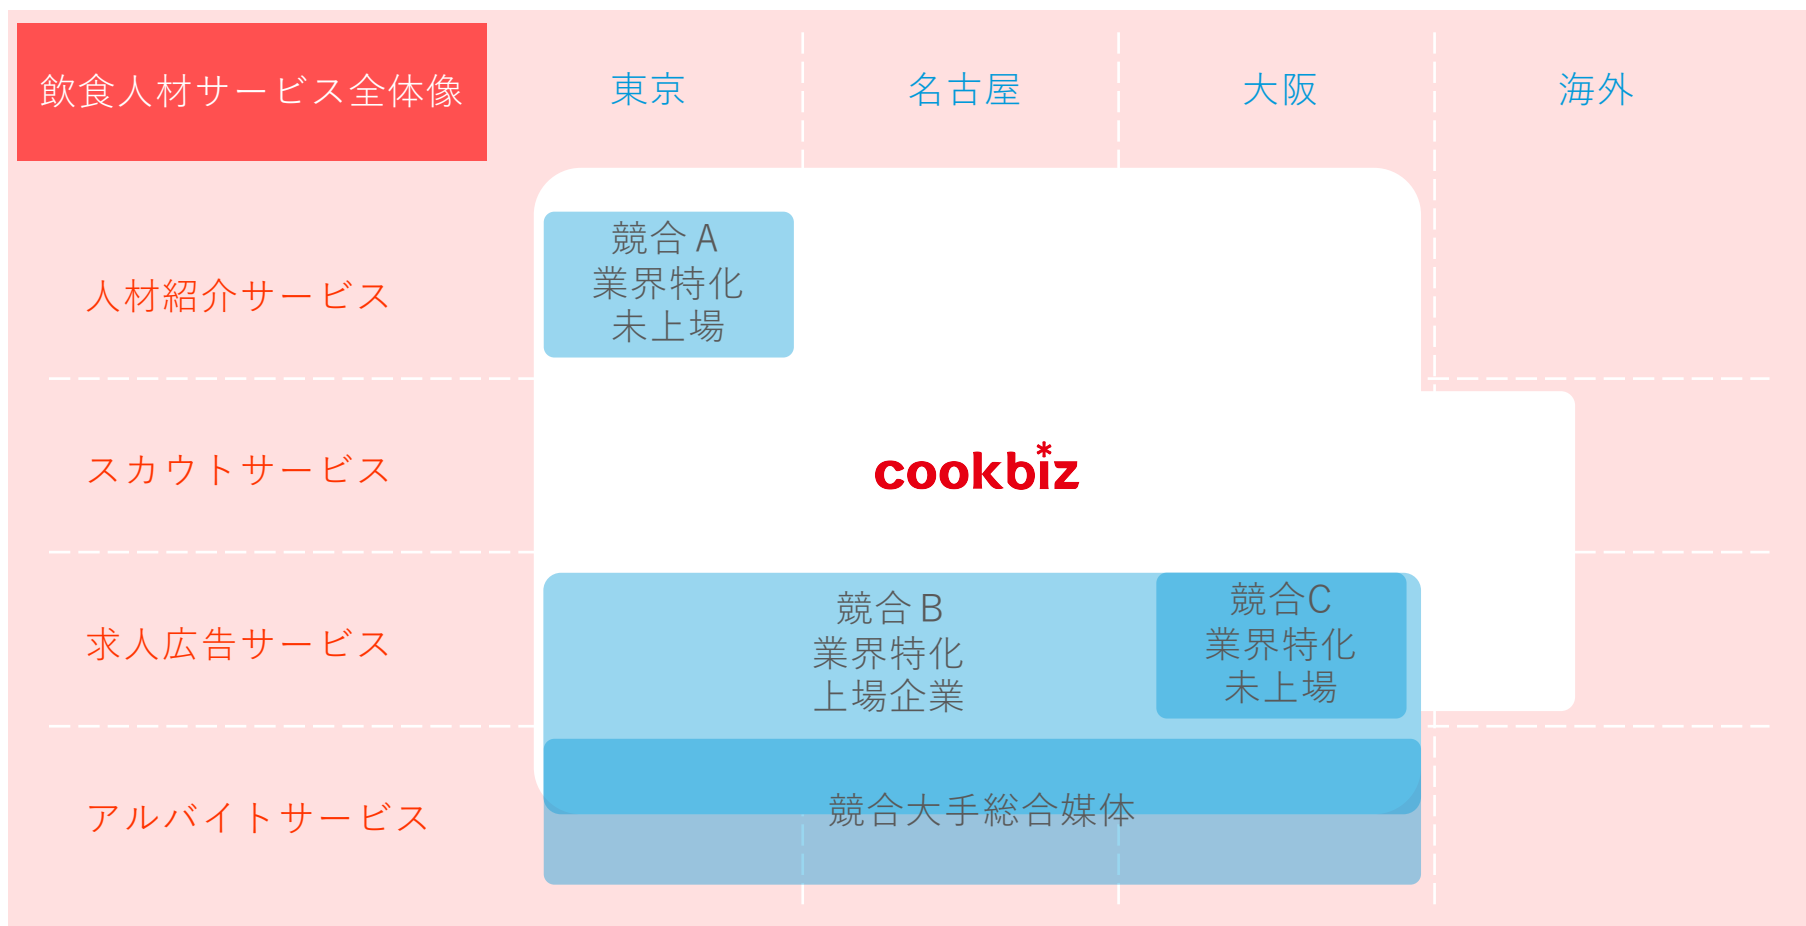 飲食人材サービス全体像
東京
名古屋
大阪
海外
人材紹介サービス
競合A
業界特化
未上場
スカウトサービス
cookbiz
求人広告サービス
競合B
業界特化
上場企業
競合C
業界特化
未上場
アルバイトサービス
競合大手総合媒体